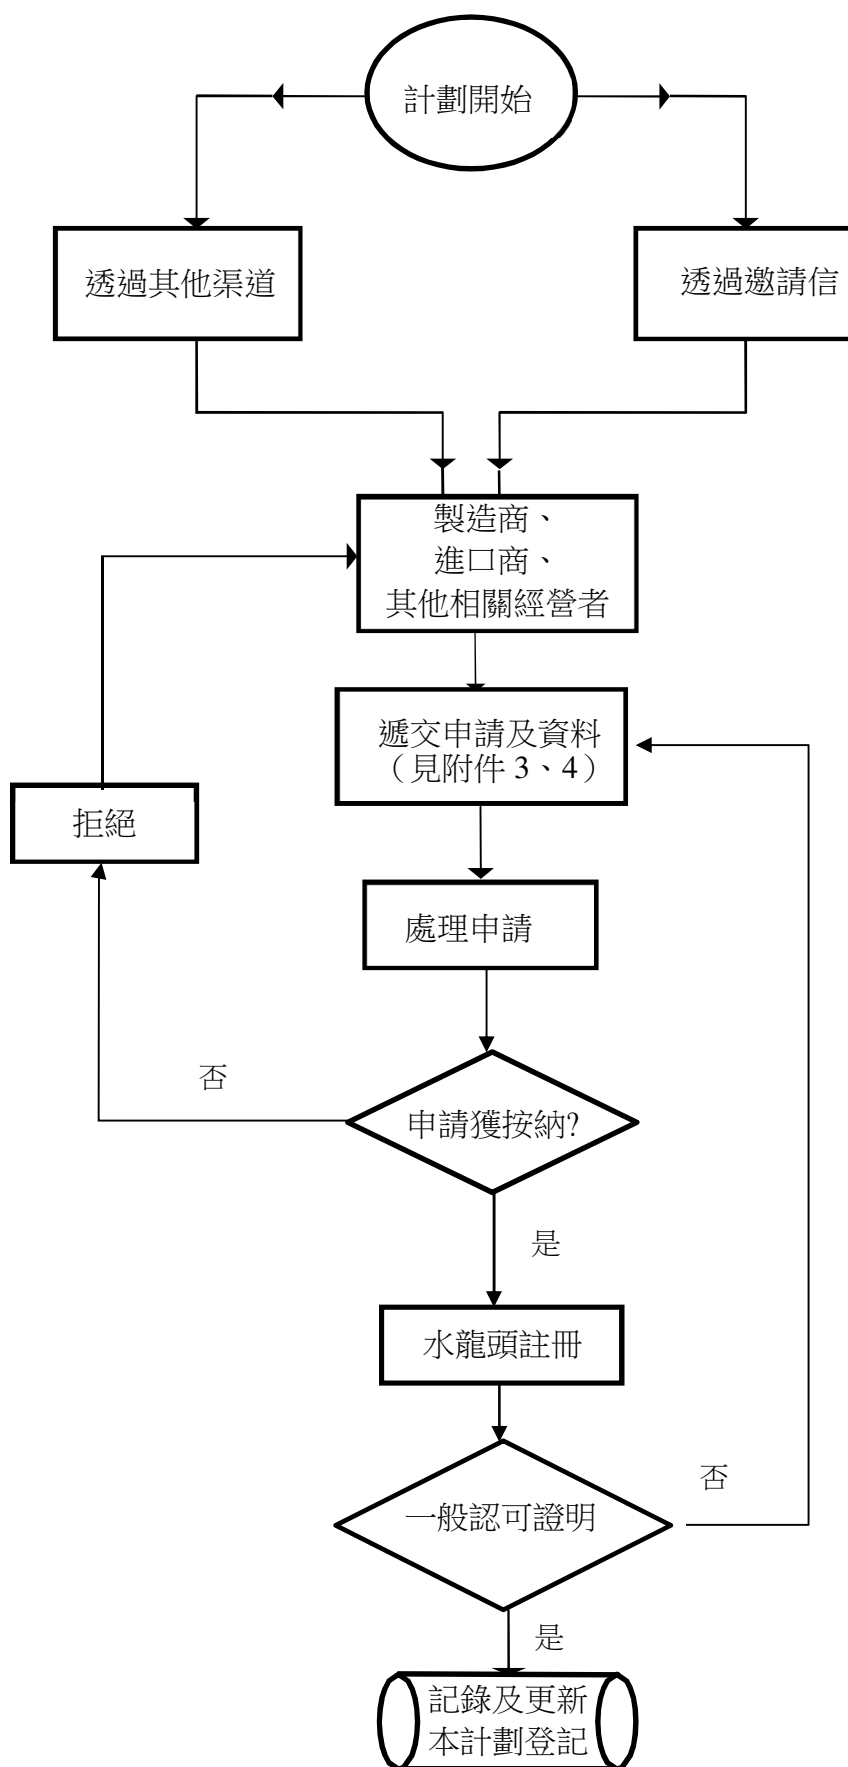 計劃開始
透過其他渠道
透過邀請信
製造商、
進口商、
其他相關經營者
遞交申請及資料
（見附件 3、4）
拒絕
處理申請
否
申請獲按納?
是
水龍頭註冊
否
一般認可證明
是
記錄及更新
本計劃登記